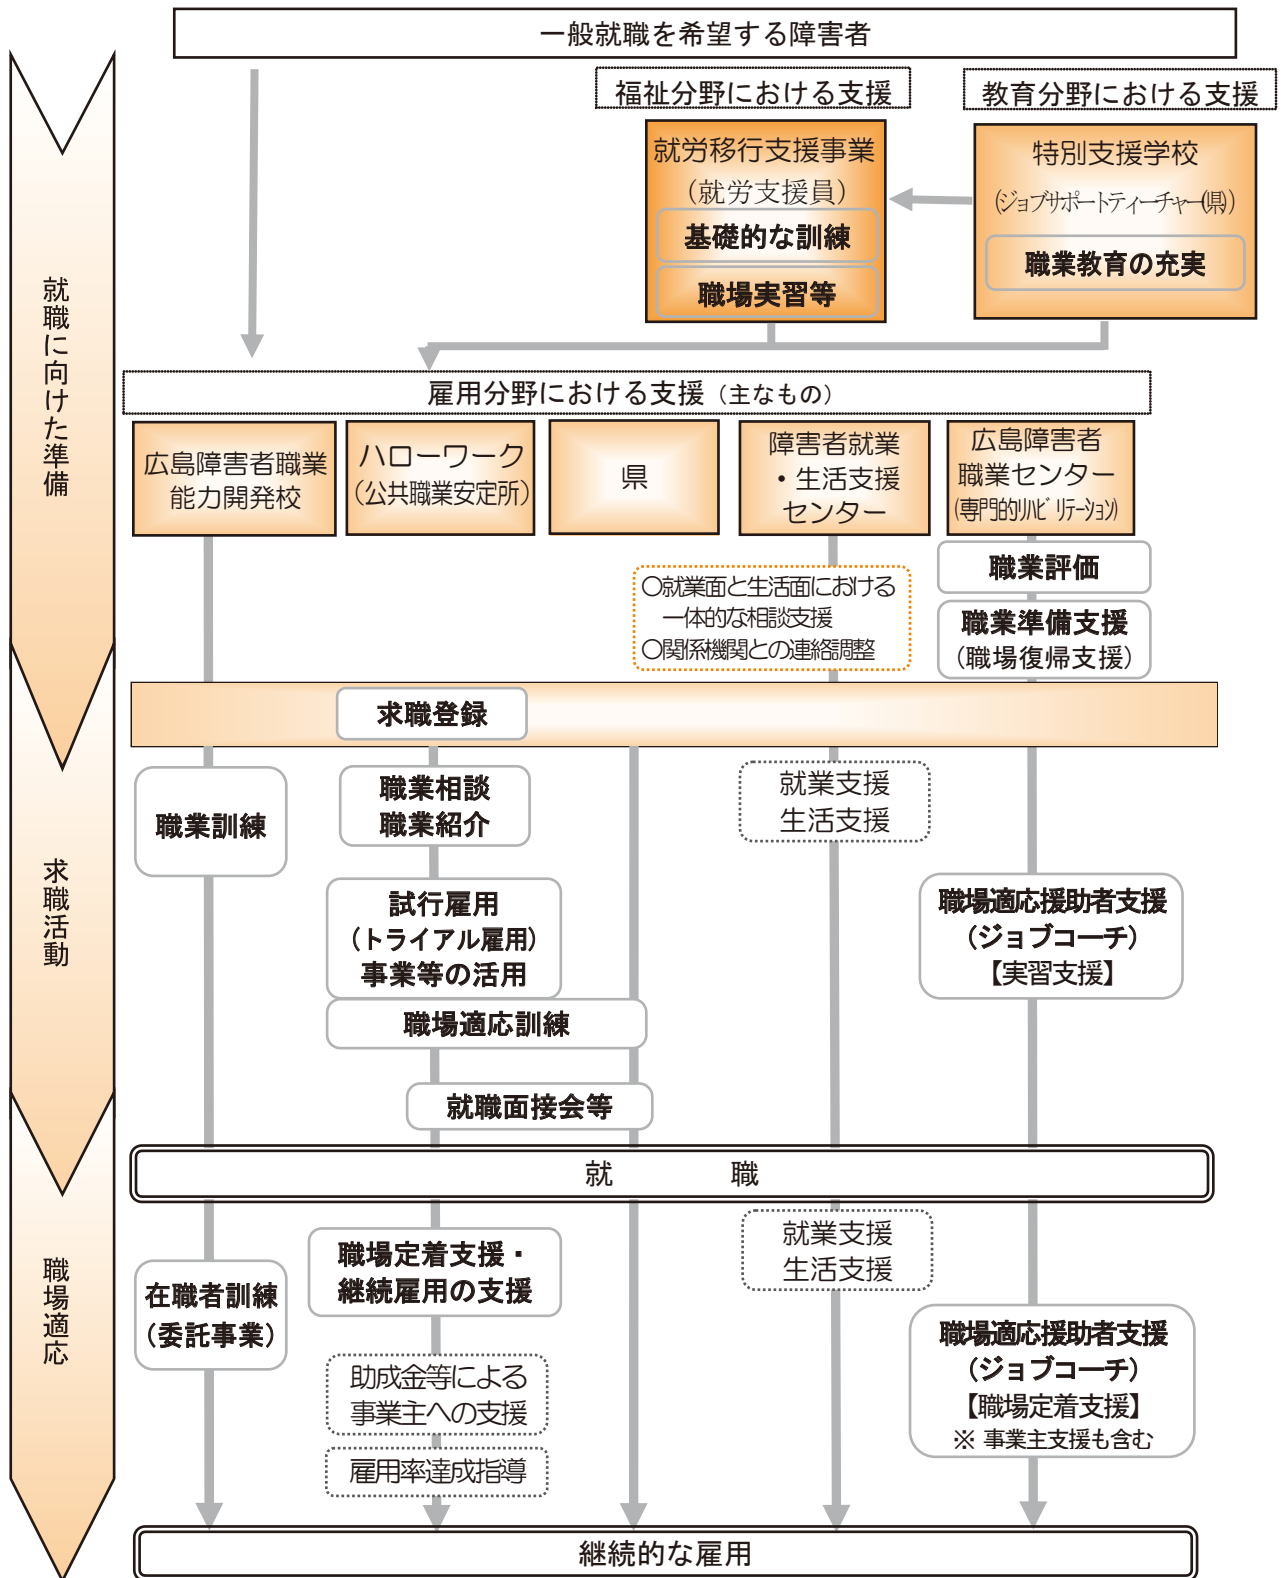 一般就職を希望する障害者
福祉分野における支援
教育分野における支援
就労移行支援事業
（就労支援員）
基礎的な訓練
職場実習等
特別支援学校
（ジョブサポートティーチャー（県））
職業教育の充実
就職に向けた準備
雇用分野における支援（主なもの）
広島障害者職業
能力開発校
ハローワーク
（公共職業安定所）
県
障害者就業
・生活支援
センター
広島障害者
職業センター
（専門的リハビリテーション）
○就業面と生活面における
一体的な相談支援
○関係機関との連絡調整
職業評価
職業準備支援
（職場復帰支援）
求職登録
求職活動
職業訓練
職業相談
職業紹介
就業支援
生活支援
試行雇用
（トライアル雇用）
事業等の活用
職場適応援助者支援
（ジョブコーチ）
【実習支援】
職場適応訓練
就職面接会等
就　職
職場適応
在職者訓練
（委託事業）
職場定着支援・
継続雇用の支援
就業支援
生活支援
助成金等による
事業主への支援
雇用率達成指導
職場適応援助者支援
（ジョブコーチ）
【職場定着支援】
※ 事業主支援も含む
継続的な雇用